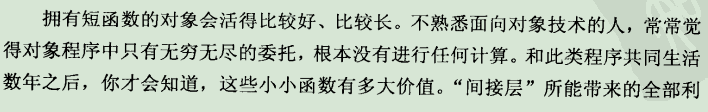 拥有短函数的对象会活得比较好、比较长。不熟悉面向对象技术的人，常常觉
得对象程序中只有无穷无尽的委托，根本没有进行任何计算。和此类程序共同生活
数年之后，你才会知道，这些小小函数有多大价值。“间接层”所能带来的全部利